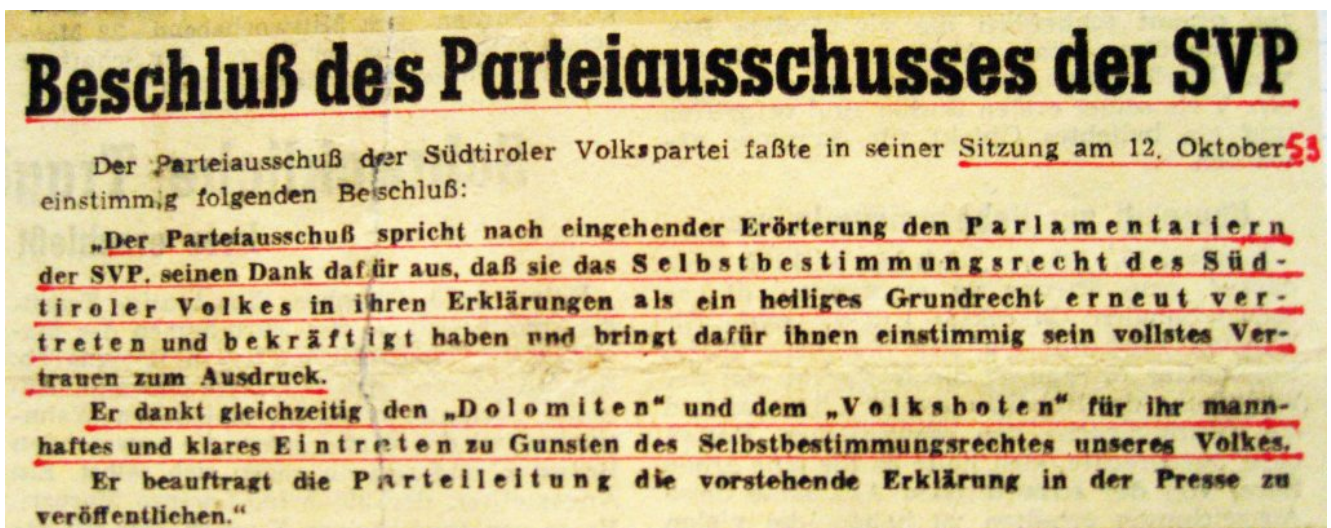 Beschluß des Parteiausschusses der SVP
Der Parteiausschuß der Südtiroler Volkspartei faßte in seiner Sitzung am 12. Oktober 53
einstimmig folgenden Beschluß:
„Der Parteiausschuß spricht nach eingehender Erörterung den Parlamentariern
der SVP. seinen Dank dafür aus, daß sie das Selbstbestimmungsrecht des Süd-
tiroler Volkes in ihren Erklärungen als ein heiliges Grundrecht erneut ver-
treten und bekräftigt haben und bringt dafür ihnen einstimmig sein vollstes Ver-
trauen zum Ausdruck.
Er dankt gleichzeitig den „Dolomiten“ und dem „Volksboten“ für ihr mann-
haftes und klares Eintreten zu Gunsten des Selbstbestimmungsrechtes unseres Volkes.
Er beauftragt die Parteileitung die vorstehende Erklärung in der Presse zu
veröffentlichen.“